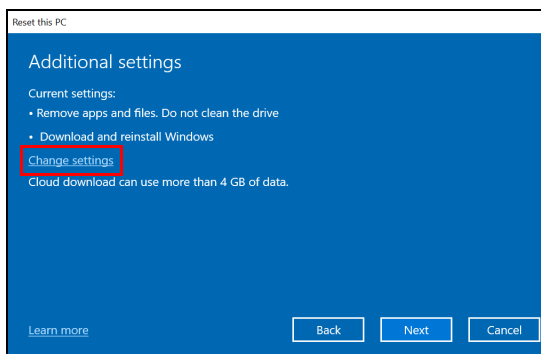 Reset this PC
Additional settings
Current settings:
• Remove apps and files. Do not clean the drive
• Download and reinstall Windows
Change settings
Cloud download can use more than 4 GB of data.
Learn more
Back
Next
Cancel